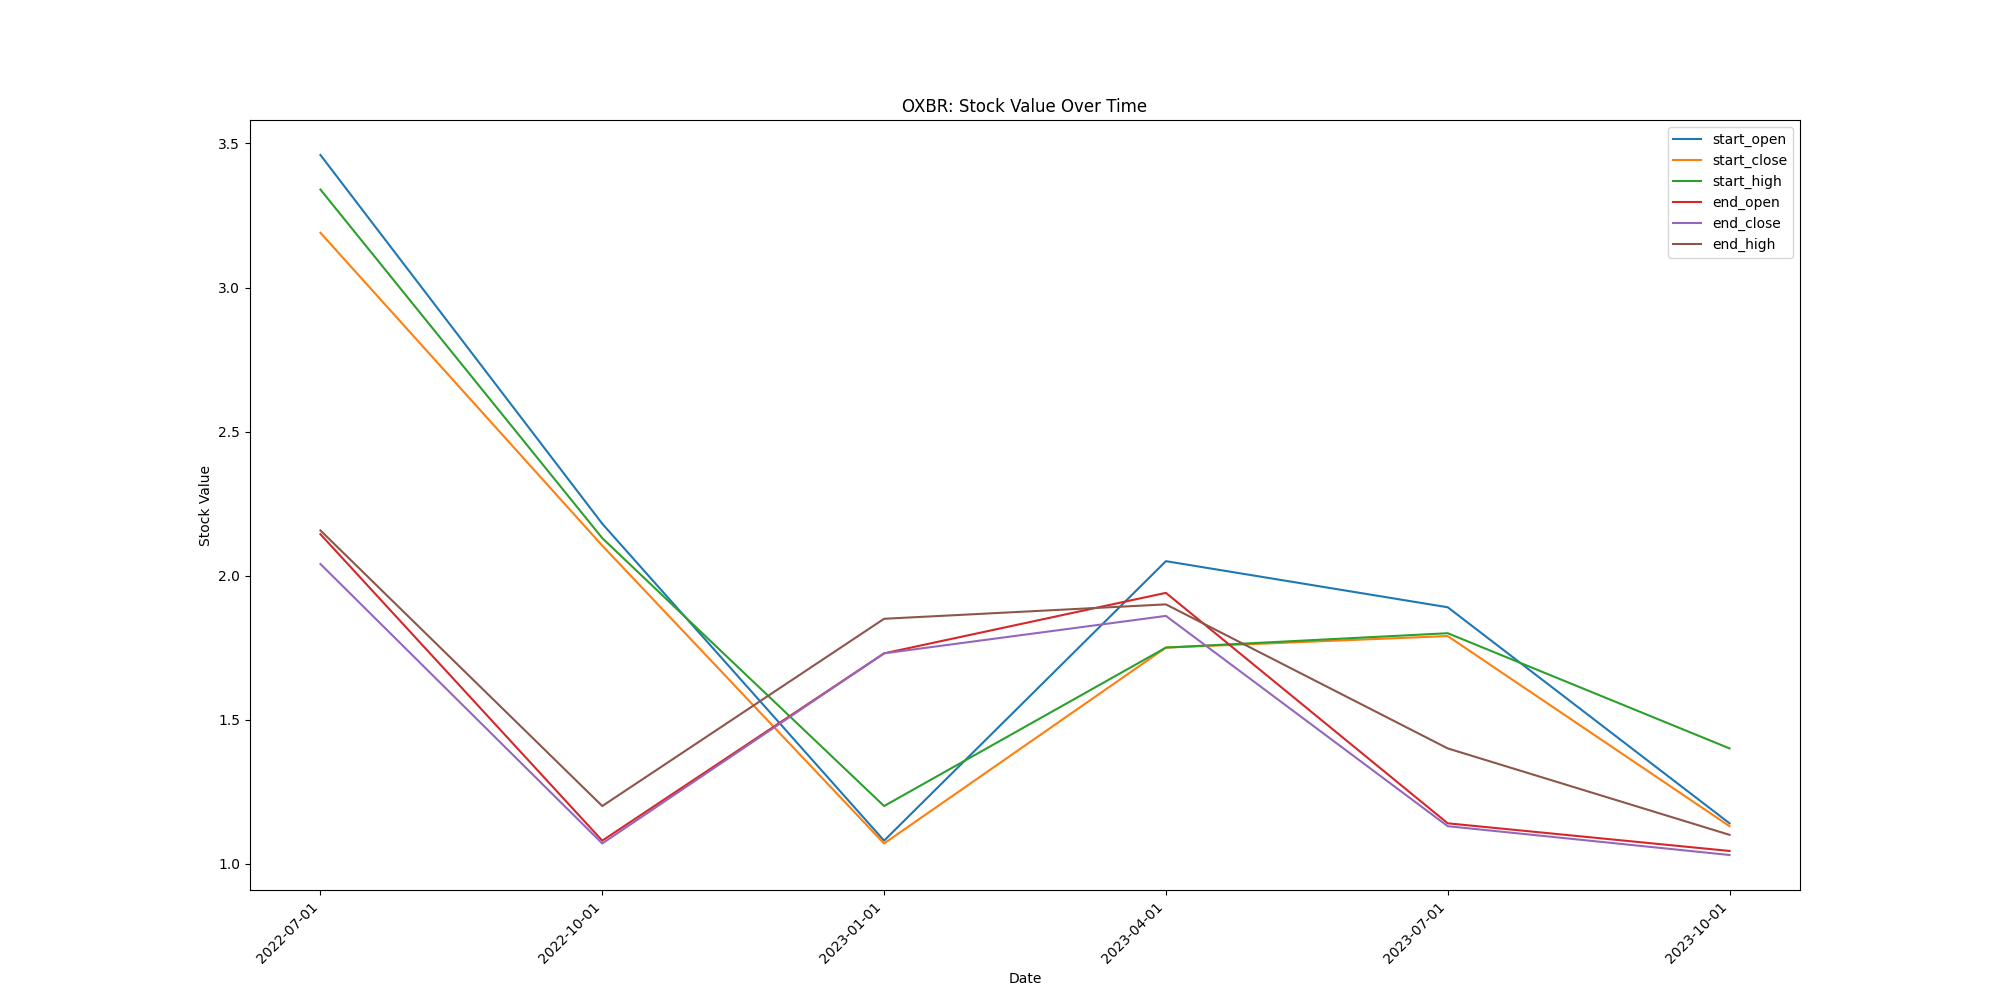 OXBR: Stock Value Over Time
3.5
3.0
2.5
2.0
1.5
1.0
Stock Value
start_open
start_close
start_high
end_open
end_close
end_high
2022-07-01
2022-10-01
2023-01-01
2023-04-01
2023-07-01
2023-10-01
Date